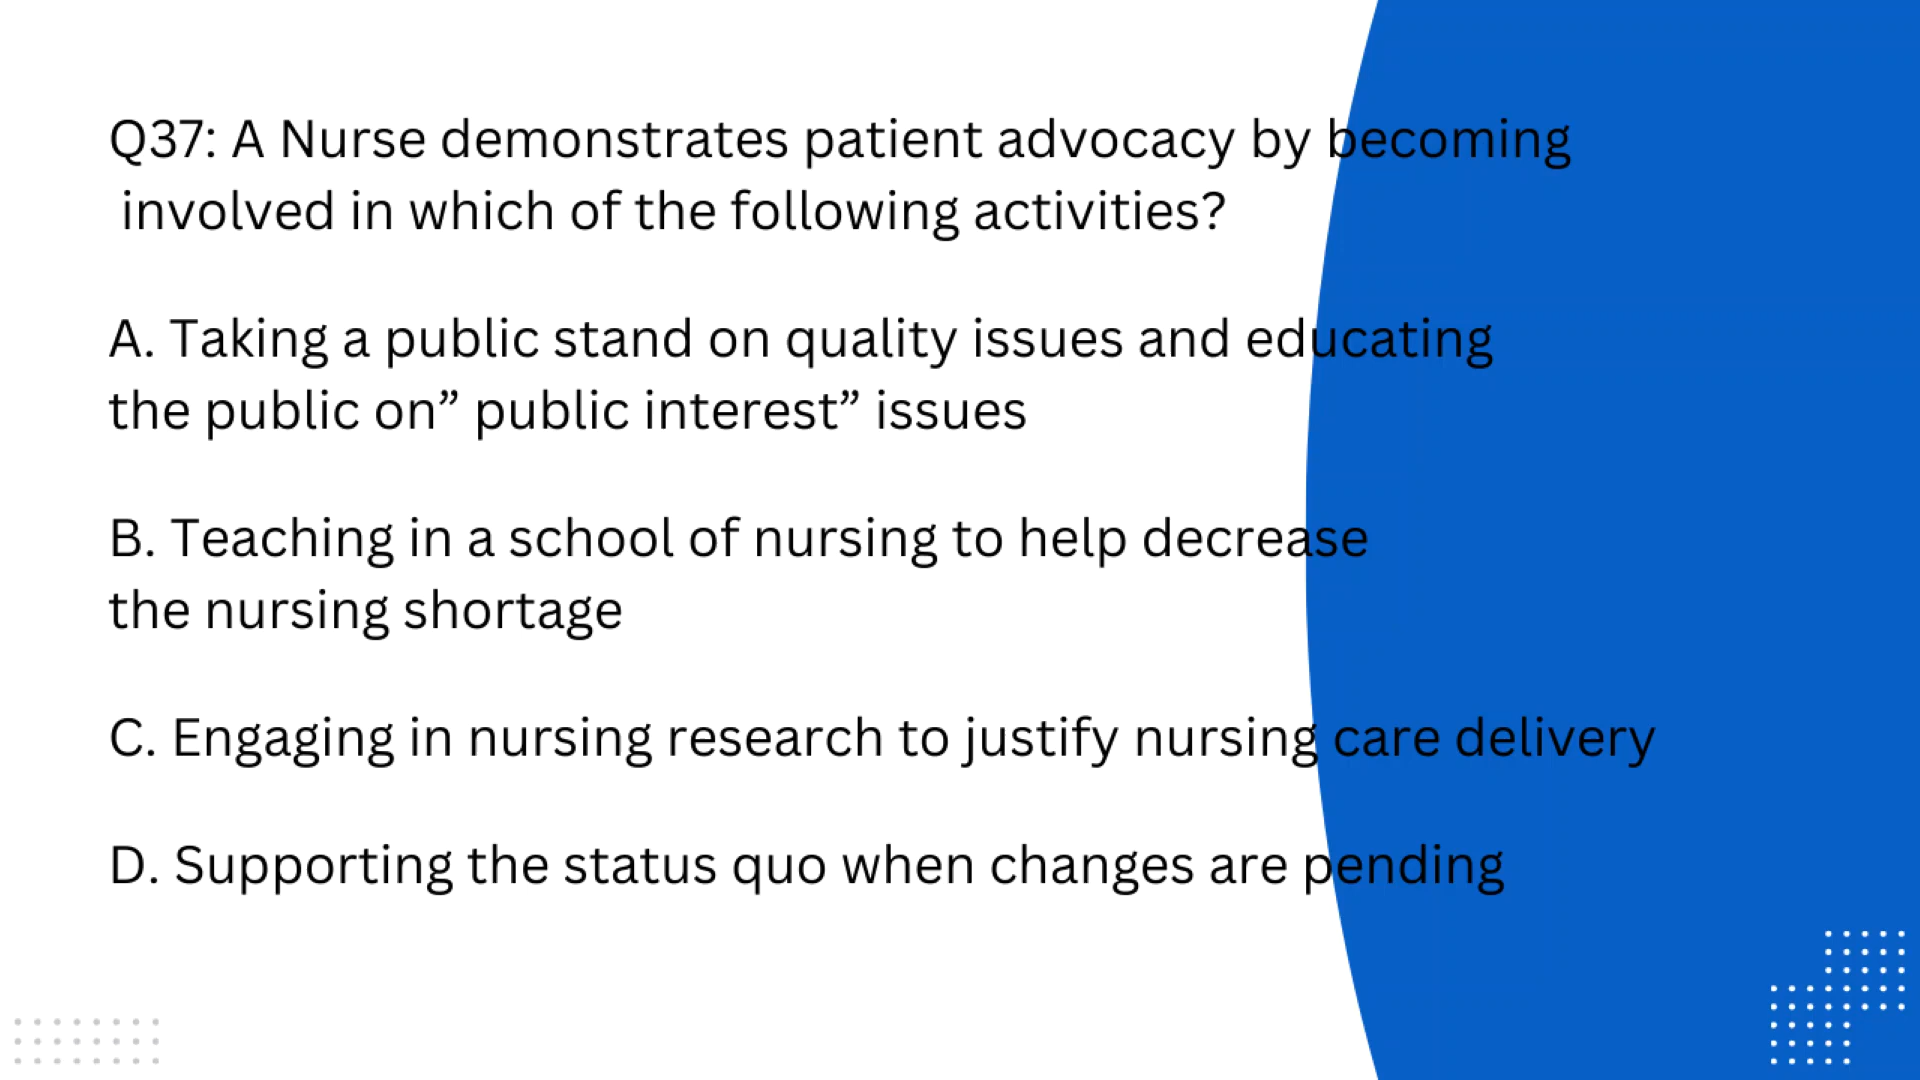 Q37: A Nurse demonstrates patient advocacy by becoming
involved in which of the following activities?
A. Taking a public stand on quality issues and educating
the public on” public interest” issues
B. Teaching in a school of nursing to help decrease
the nursing shortage
C. Engaging in nursing research to justify nursing care delivery
D. Supporting the status quo when changes are pending